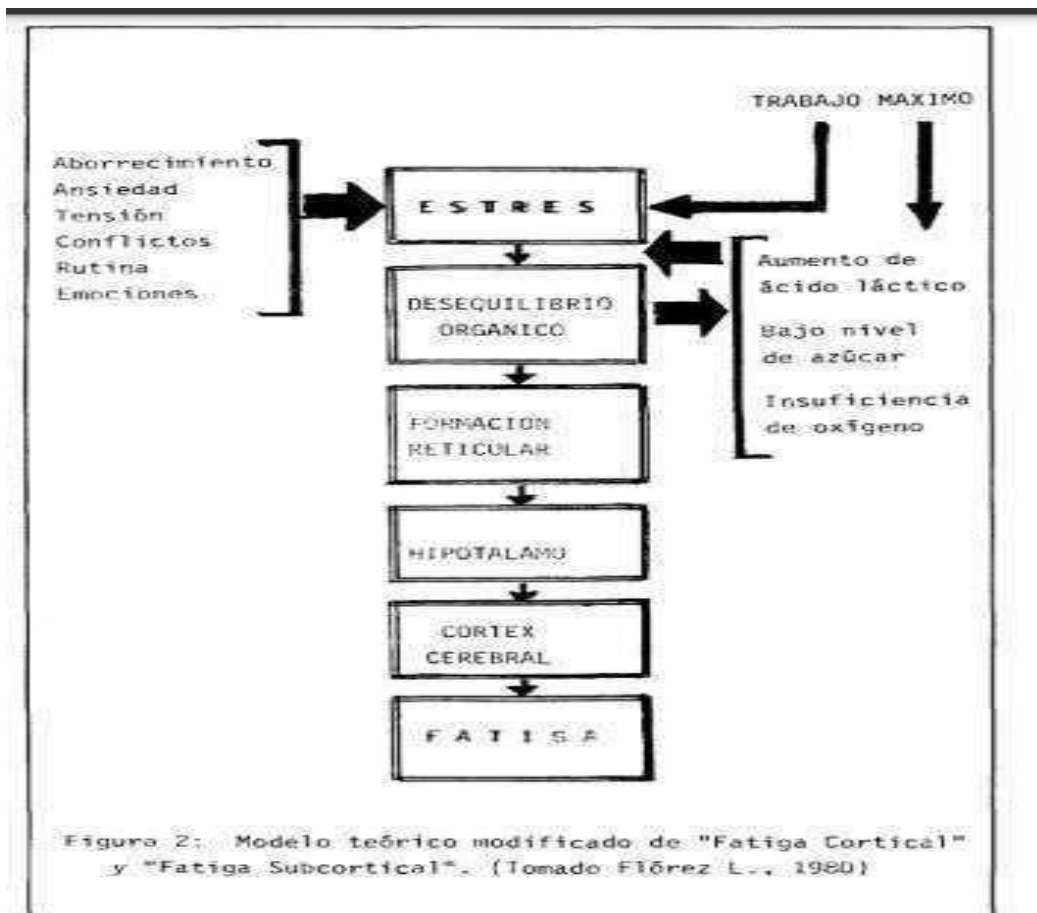 TRABAJO MAXIMO
Aborrecimiento
Ansiedad
Tensión
Conflictos
Rutina
Emociones
E S T R E S
Aumento de
ácido láctico
Bajo nivel
de azúcar
Insuficiencia
de oxígeno
DESEQUILIBRIO
ORGANICO
FORMACION
RETICULAR
HIPOTALAMO
CORTEX
CEREBRAL
F A T I G A
Figura 2: Modelo teórico modificado de "Fatiga Cortical"
y "Fatiga Subcortical". (Tomado Flórez L., 1980)